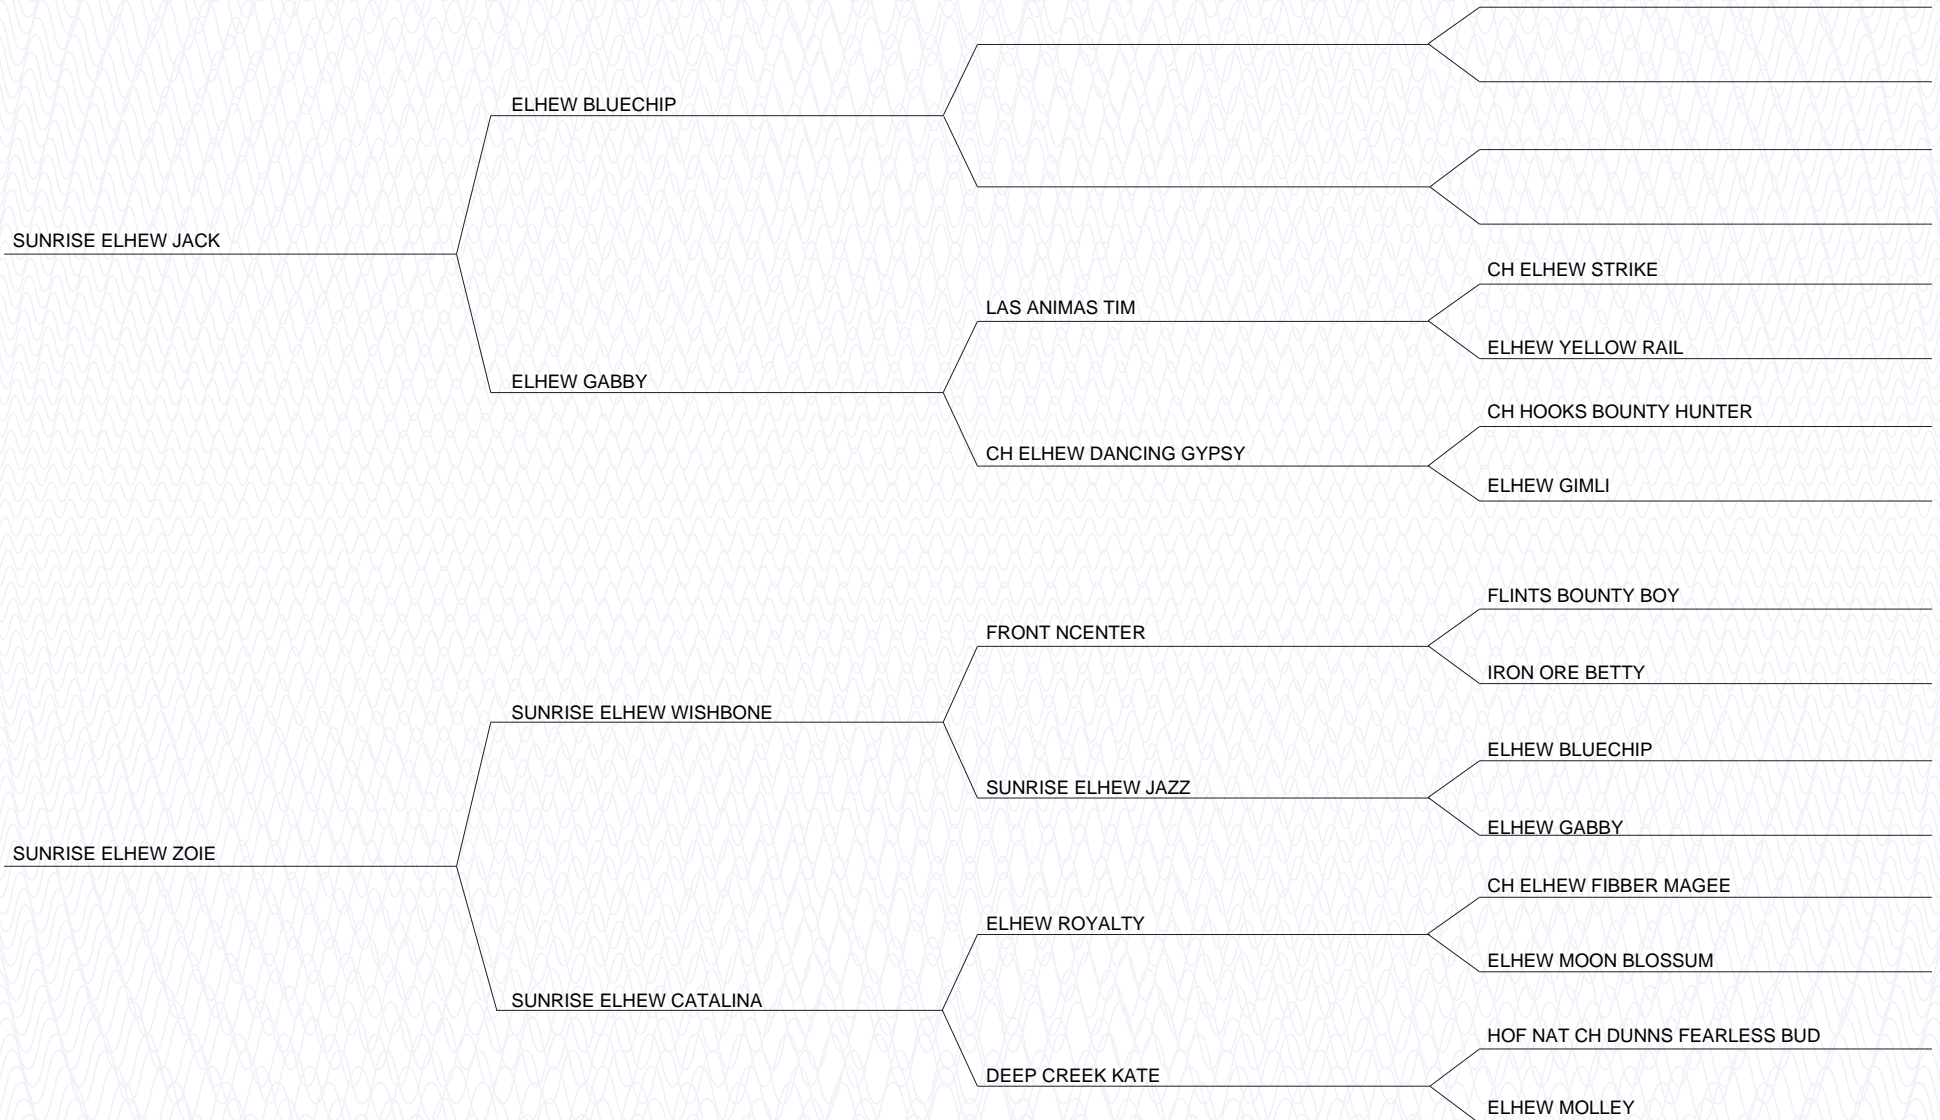 ELHEW BLUECHIP
SUNRISE ELHEW JACK
CH ELHEW STRIKE
LAS ANIMAS TIM
ELHEW YELLOW RAIL
ELHEW GABBY
CH HOOKS BOUNTY HUNTER
CH ELHEW DANCING GYPSY
ELHEW GIMLI
FLINTS BOUNTY BOY
FRONT NCENTER
IRON ORE BETTY
SUNRISE ELHEW WISHBONE
ELHEW BLUECHIP
SUNRISE ELHEW JAZZ
ELHEW GABBY
SUNRISE ELHEW ZOIE
CH ELHEW FIBBER MAGEE
ELHEW ROYALTY
ELHEW MOON BLOSSUM
SUNRISE ELHEW CATALINA
HOF NAT CH DUNNS FEARLESS BUD
DEEP CREEK KATE
ELHEW MOLLEY